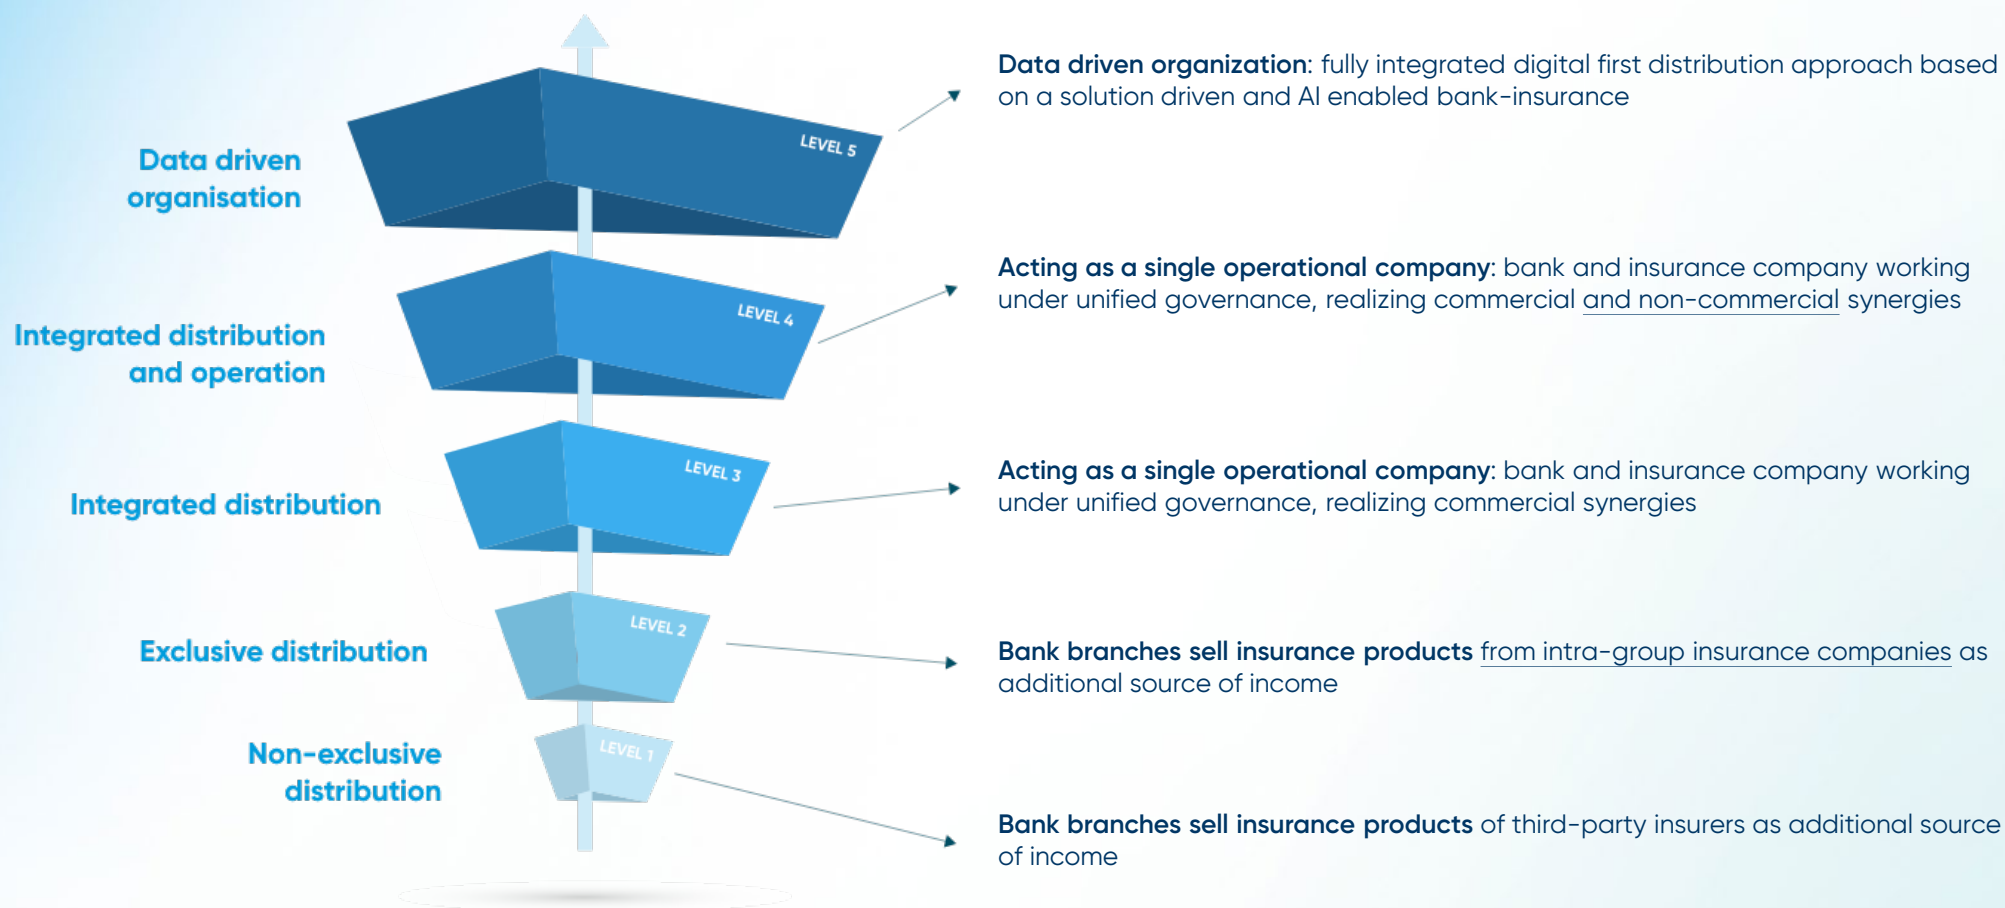 Data driven
organisation
LEVEL 5
Data driven organization: fully integrated digital first distribution approach based
on a solution driven and AI enabled bank-insurance
Integrated distribution
and operation
LEVEL 4
Acting as a single operational company: bank and insurance company working
under unified governance, realizing commercial and non-commercial synergies
Integrated distribution
LEVEL 3
Acting as a single operational company: bank and insurance company working
under unified governance, realizing commercial synergies
Exclusive distribution
LEVEL 2
Bank branches sell insurance products from intra-group insurance companies as
additional source of income
Non-exclusive
distribution
LEVEL 1
Bank branches sell insurance products of third-party insurers as additional source
of income